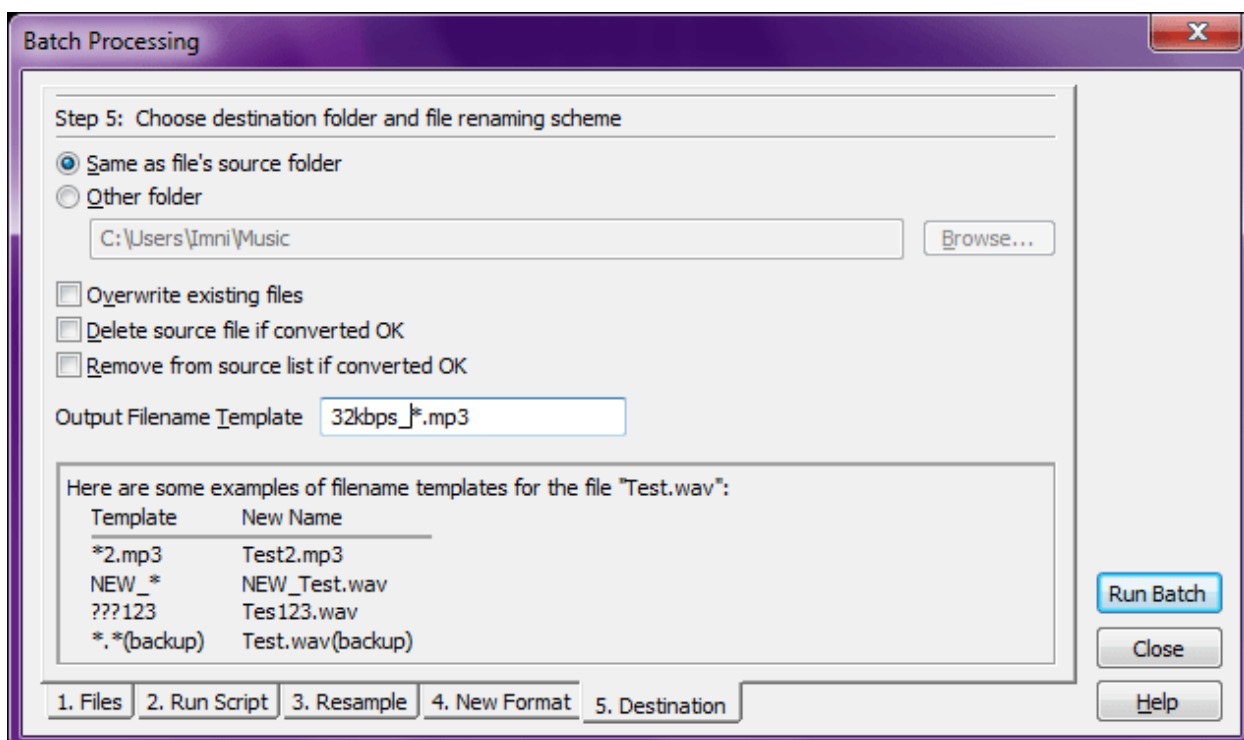 Batch Processing
Step 5: Choose destination folder and file renaming scheme
Same as file's source folder
Other folder
C:\Users\Imni\Music
Browse...
Overwrite existing files
Delete source file if converted OK
Remove from source list if converted OK
Output Filename Template 32kbps_*.mp3
Here are some examples of filename templates for the file "Test.wav":
Template New Name
*2.mp3 Test2.mp3
NEW_* NEW_Test.wav
???123 Tes123.wav
*.*(backup) Test.wav(backup)
Run Batch
Close
Help
1. Files 2. Run Script 3. Resample 4. New Format 5. Destination